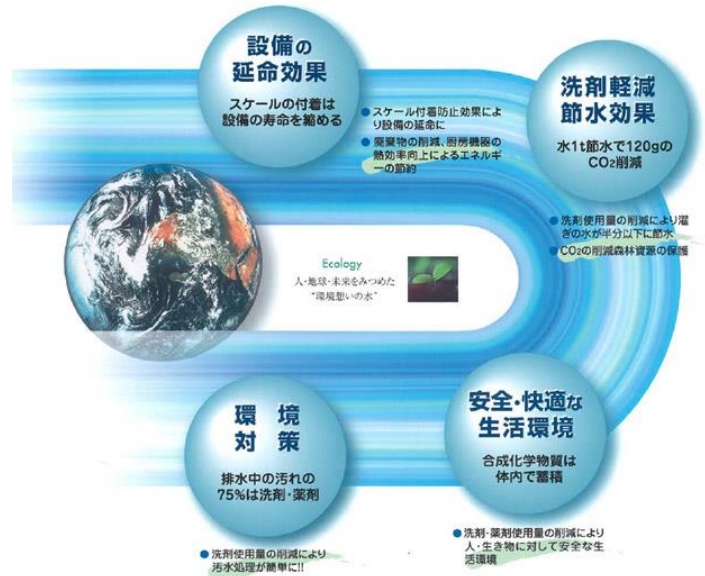 設備の
延命効果
スケールの付着は
設備の寿命を縮める
● スケール付着防止効果によ
り設備の延命に
● 廃棄物の削減、厨房機器の
熱効率向上によるエネルギ
ーの節約
洗剤軽減
節水効果
水1t節水で120gの
CO₂削減
● 洗剤使用量の削減により濯
ぎの水が半分以下に節水
● CO₂の削減森林資源の保護
Ecology
人・地球・未来をみつめた
“環境想いの水”
環 境
対 策
排水中の汚れの
75%は洗剤・薬剤
● 洗剤使用量の削減により
汚水処理が簡単に!!
安全・快適な
生活環境
合成化学物質は
体内で蓄積
● 洗剤・薬剤使用量の削減により
人・生き物に対して安全な生
活環境